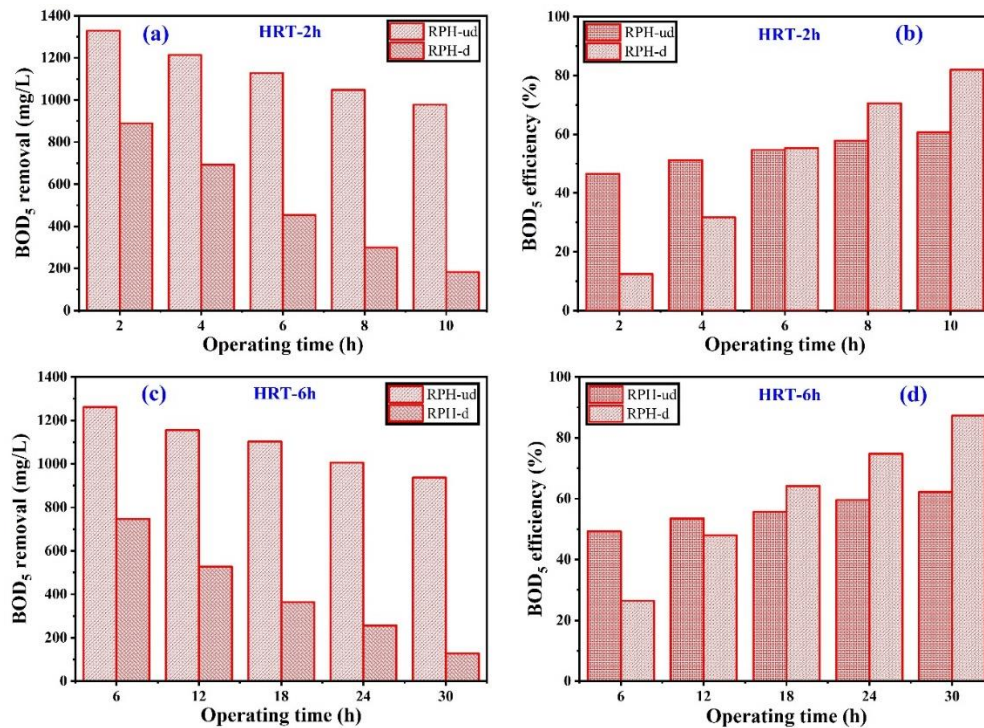 (a)
HRT-2h
RPH-ud
RPH-d
BOD₅ removal (mg/L)
1400
1200
1000
800
600
400
200
0
2 4 6 8 10
Operating time (h)
HRT-2h
(b)
RPH-ud
RPH-d
BOD₅ efficiency (%)
100
80
60
40
20
0
2 4 6 8 10
Operating time (h)
(c)
HRT-6h
RPH-ud
RPH-d
BOD₅ removal (mg/L)
1400
1200
1000
800
600
400
200
0
6 12 18 24 30
Operating time (h)
HRT-6h
(d)
RPH-ud
RPH-d
BOD₅ efficiency (%)
100
80
60
40
20
0
6 12 18 24 30
Operating time (h)